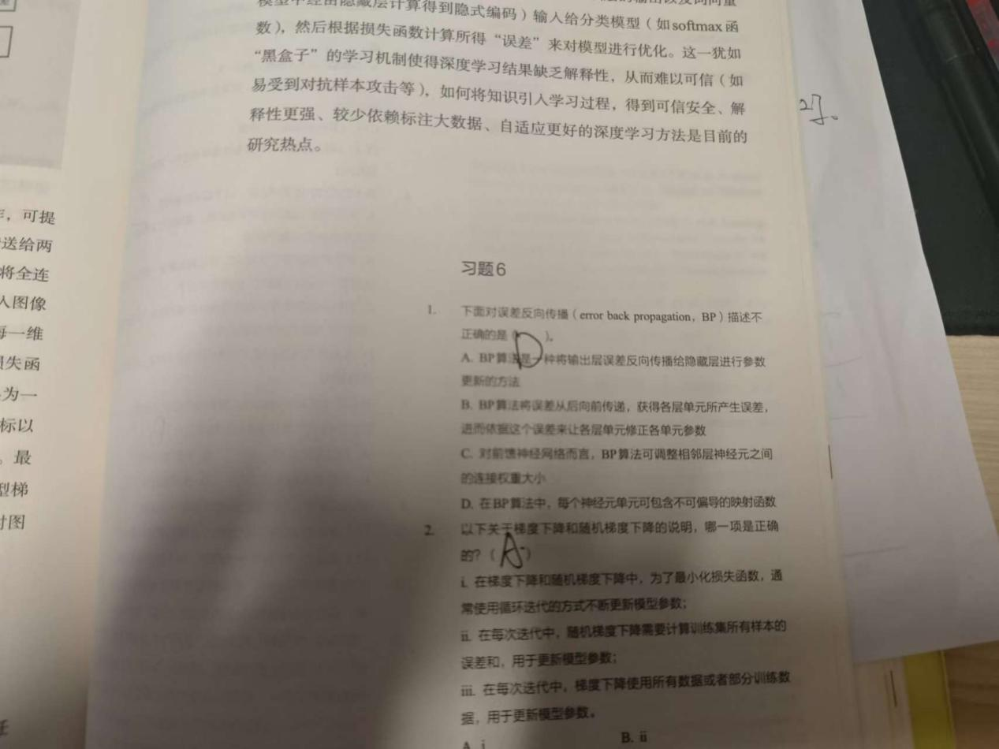 模型中经由隐藏层计算得到隐式编码）输入给分类模型（如softmax函
数），然后根据损失函数计算所得“误差”来对模型进行优化。这一犹如
“黑盒子”的学习机制使得深度学习结果缺乏解释性，从而难以可信（如
易受到对抗样本攻击等），如何将知识引入学习过程，得到可信安全、解
释性更强、较少依赖标注大数据、自适应更好的深度学习方法是目前的
研究热点。
，可提
送给两
将全连
人图像
每一维
损失函
为一
标以
。最
型梯
对图
习题6
1. 下面对误差反向传播（error back propagation，BP）描述不
正确的是（D）。
A. BP算法是一种将输出层误差反向传播给隐藏层进行参数
更新的方法
B. BP算法将误差从后向前传递，获得各层单元所产生误差，
进而依据这个误差来让各层单元修正各单元参数
C. 对前馈神经网络而言，BP算法可调整相邻层神经元之间
的连接权重大小
D. 在BP算法中，每个神经元单元可包含不可偏导的映射函数
2. 以下关于梯度下降和随机梯度下降的说明，哪一项是正确
的？（A）
i. 在梯度下降和随机梯度下降中，为了最小化损失函数，通
常使用循环迭代的方式不断更新模型参数；
ii. 在每次迭代中，随机梯度下降需要计算训练集所有样本的
误差和，用于更新模型参数；
iii. 在每次迭代中，梯度下降使用所有数据或者部分训练数
据，用于更新模型参数。
A. i B. ii